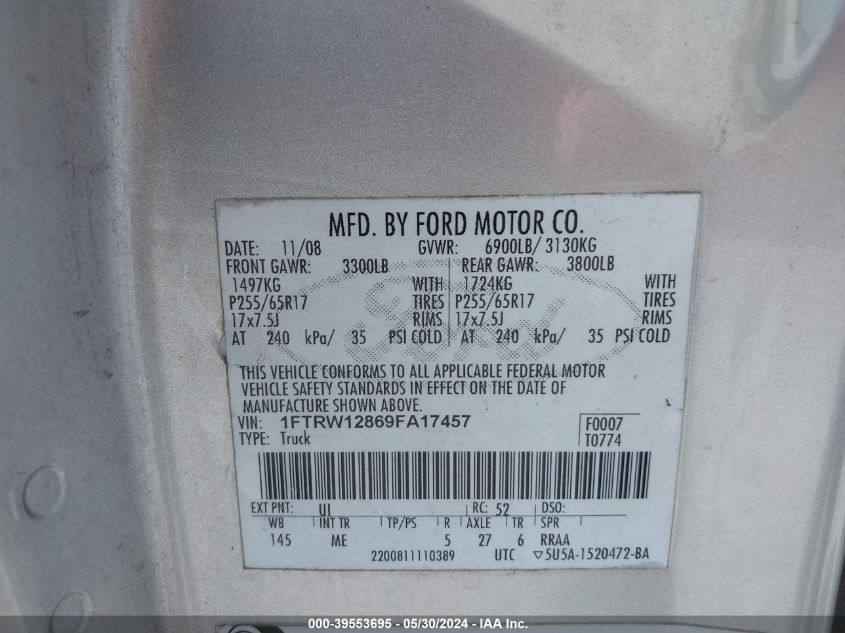 MFD. BY FORD MOTOR CO.
DATE: 11/08 GVWR: 6900LB/ 3130KG
FRONT GAWR: 3300LB REAR GAWR: 3800LB
1497KG WITH 1724KG WITH
P255/65R17 TIRES P255/65R17 TIRES
17x7.5J RIMS 17x7.5J RIMS
AT 240 kPa/ 35 PSI COLD AT 240 kPa/ 35 PSI COLD
Ford
THIS VEHICLE CONFORMS TO ALL APPLICABLE FEDERAL MOTOR
VEHICLE SAFETY STANDARDS IN EFFECT ON THE DATE OF
MANUFACTURE SHOWN ABOVE.
VIN: 1FTRW12869FA17457 F0007
TYPE: Truck T0774
EXT PNT: UI RC: 52 DSO:
WB INT TR TP/PS R AXLE TR SPR
145 ME 5 27 6 RRAA
2200811110389 UTC ▽5U5A-1520472-BA
000-39553695 - 05/30/2024 - IAA Inc.